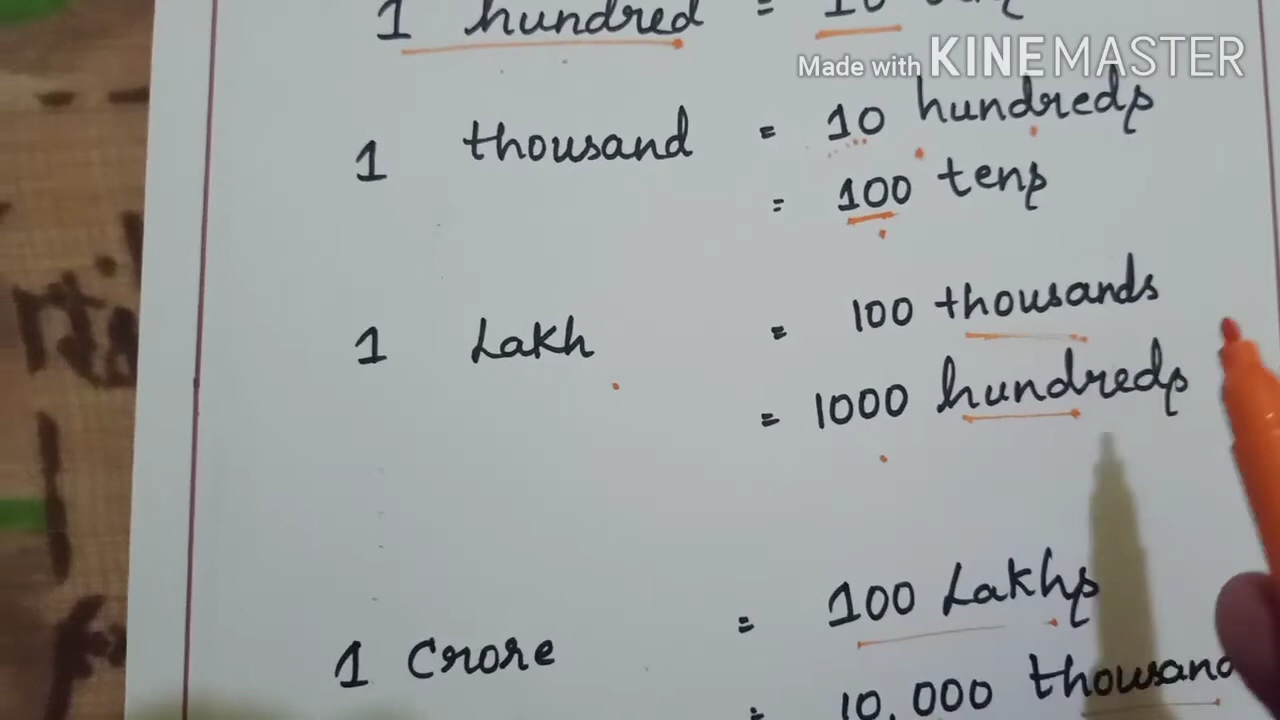 1 hundred = 10
Made with KINEMASTER
1 thousand = 10 hundreds
= 100 tens
1 Lakh = 100 thousands
= 1000 hundreds
1 Crore = 100 Lakhs
= 10,000 thousand